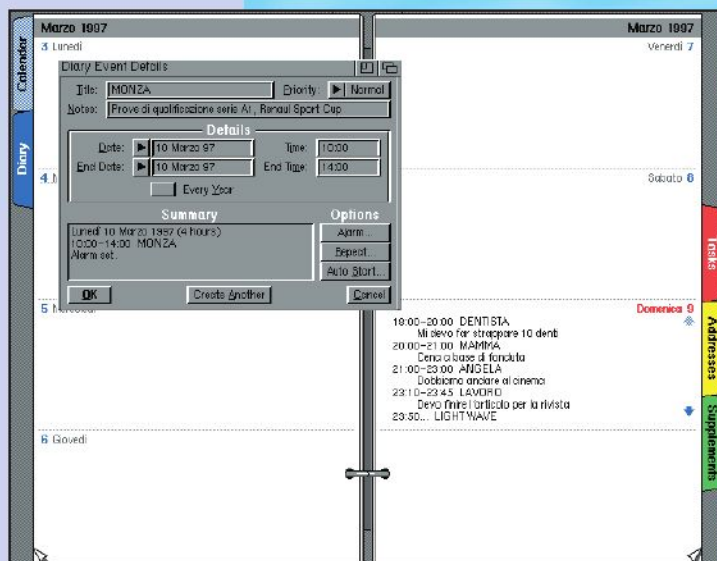 Marzo 1997
Marzo 1997
Calendar
Diary
3 Lunedì
Diary Event Details
Title: MONZA
Priority: Normal
Notes: Prove di qualificazione serie A1, Renaul Sport Cup
Details
Date: 10 Marzo 97
Time: 10:00
End Date: 10 Marzo 97
End Time: 14:00
Every Year
Summary
Options
Lunedì 10 Marzo 1997 (4 hours)
10:00-14:00 MONZA
Alarm set.
Alarm...
Repeat...
Auto Start...
OK
Create Another
Cancel
4
5 Mercoledì
6 Giovedì
Venerdì 7
Sabato 8
Domenica 9
19:00-20:00 DENTISTA
Mi devo far strappare 10 denti
20:00-21:00 MAMMA
Cena a base di fonduta
21:00-23:00 ANGELA
Dobbiamo andare al cinema
23:10-23:45 LAVORO
Devo finire l'articolo per la rivista
23:50... LIGHTWAVE
Tasks
Addresses
Supplements